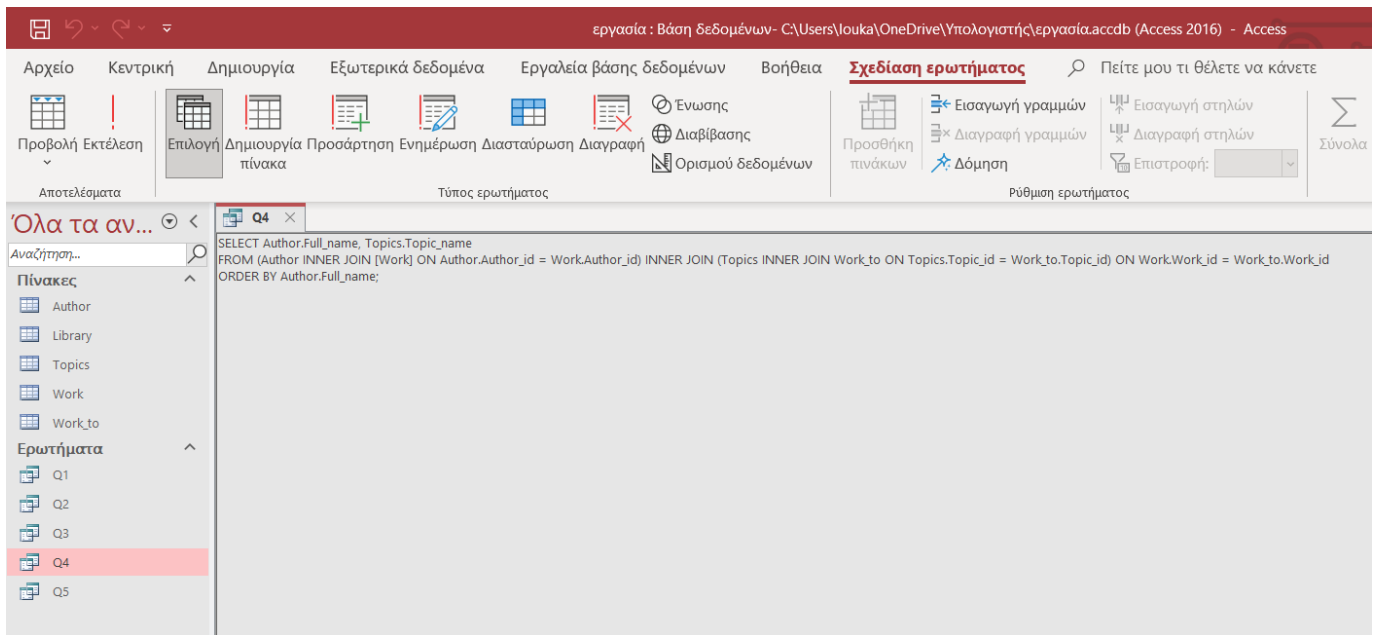 εργασία : Βάση δεδομένων- C:\Users\louka\OneDrive\Υπολογιστής\εργασία.accdb (Access 2016) - Access
Αρχείο Κεντρική Δημιουργία Εξωτερικά δεδομένα Εργαλεία βάσης δεδομένων Βοήθεια Σχεδίαση ερωτήματος Πείτε μου τι θέλετε να κάνετε
Προβολή Εκτέλεση
Αποτελέσματα
Επιλογή Δημιουργία πίνακα Προσάρτηση Ενημέρωση Διασταύρωση Διαγραφή
Ένωσης
Διαβίβασης
Ορισμού δεδομένων
Τύπος ερωτήματος
Προσθήκη πινάκων
Εισαγωγή γραμμών
Διαγραφή γραμμών
Δόμηση
Εισαγωγή στηλών
Διαγραφή στηλών
Επιστροφή:
Ρύθμιση ερωτήματος
Σύνολα
Όλα τα αν...
Αναζήτηση...
Πίνακες
Author
Library
Topics
Work
Work_to
Ερωτήματα
Q1
Q2
Q3
Q4
Q5
Q4
SELECT Author.Full_name, Topics.Topic_name
FROM (Author INNER JOIN [Work] ON Author.Author_id = Work.Author_id) INNER JOIN (Topics INNER JOIN Work_to ON Topics.Topic_id = Work_to.Topic_id) ON Work.Work_id = Work_to.Work_id
ORDER BY Author.Full_name;